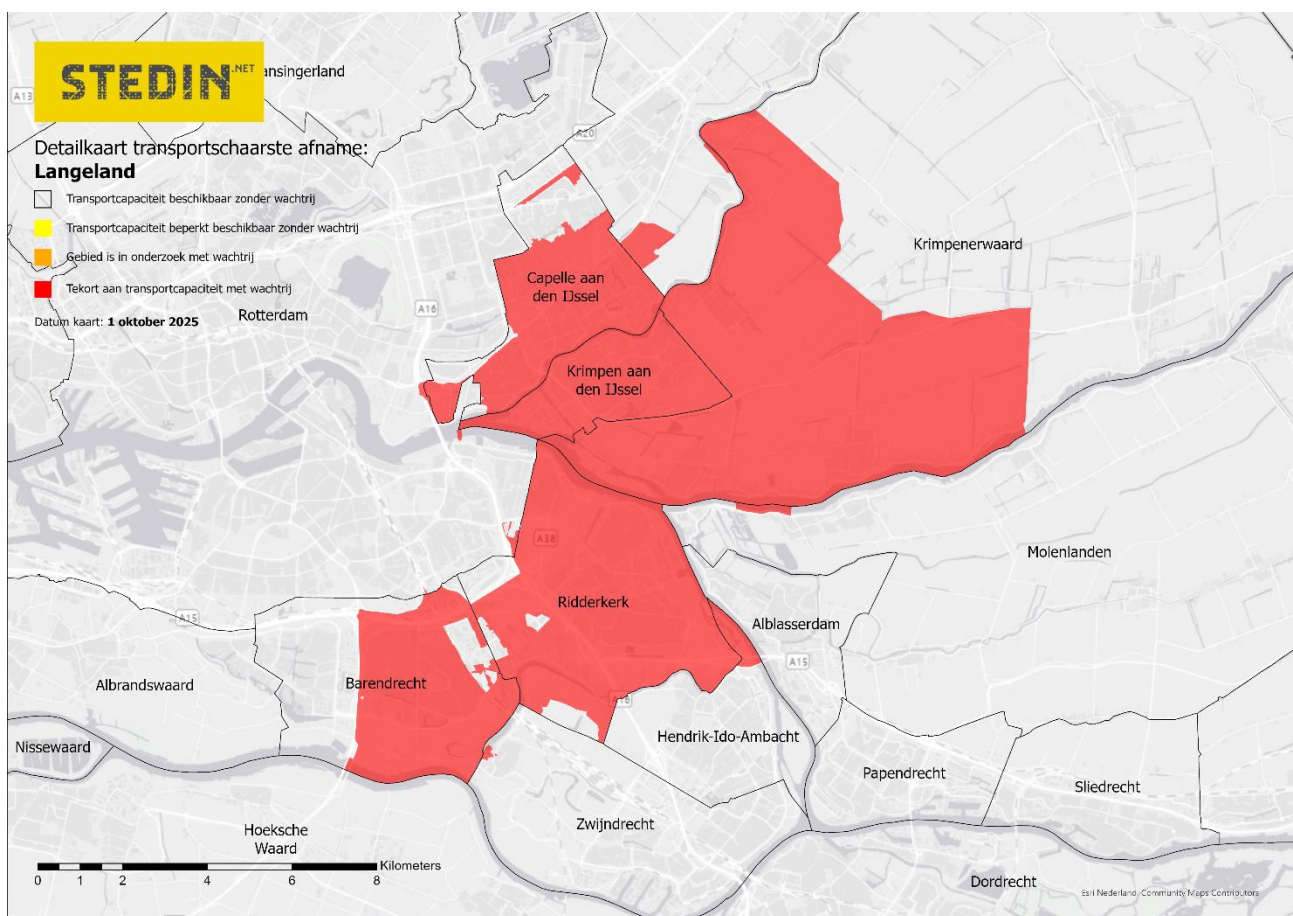 STEDIN.NET
ansingerland
A13
A20
Detailkaart transportschaarste afname:
Langeland
Transportcapaciteit beschikbaar zonder wachtrij
Transportcapaciteit beperkt beschikbaar zonder wachtrij
Gebied is in onderzoek met wachtrij
Tekort aan transportcapaciteit met wachtrij
Datum kaart: 1 oktober 2025
Rotterdam
A16
Krimpenerwaard
Capelle aan
den IJssel
Krimpen aan
den IJssel
A38
Molenlanden
Ridderkerk
Alblasserdam
A15
A15
Albrandswaard
Barendrecht
A16
Nissewaard
Hendrik-Ido-Ambacht
Papendrecht
Sliedrecht
Hoeksche
Waard
Zwijndrecht
Dordrecht
Kilometers
0 1 2 4 6 8
Esri Nederland, Community Maps Contributors